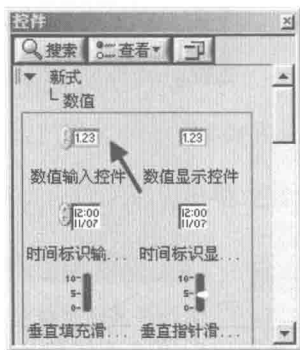 控件
搜索 查看
新式
数值
1.23 1.23
数值输入控件 数值显示控件
12:00 12:00
11/07 11/07
时间标识输... 时间标识显...
10- 10-
5- 5-
0- 0-
垂直填充滑... 垂直指针滑...